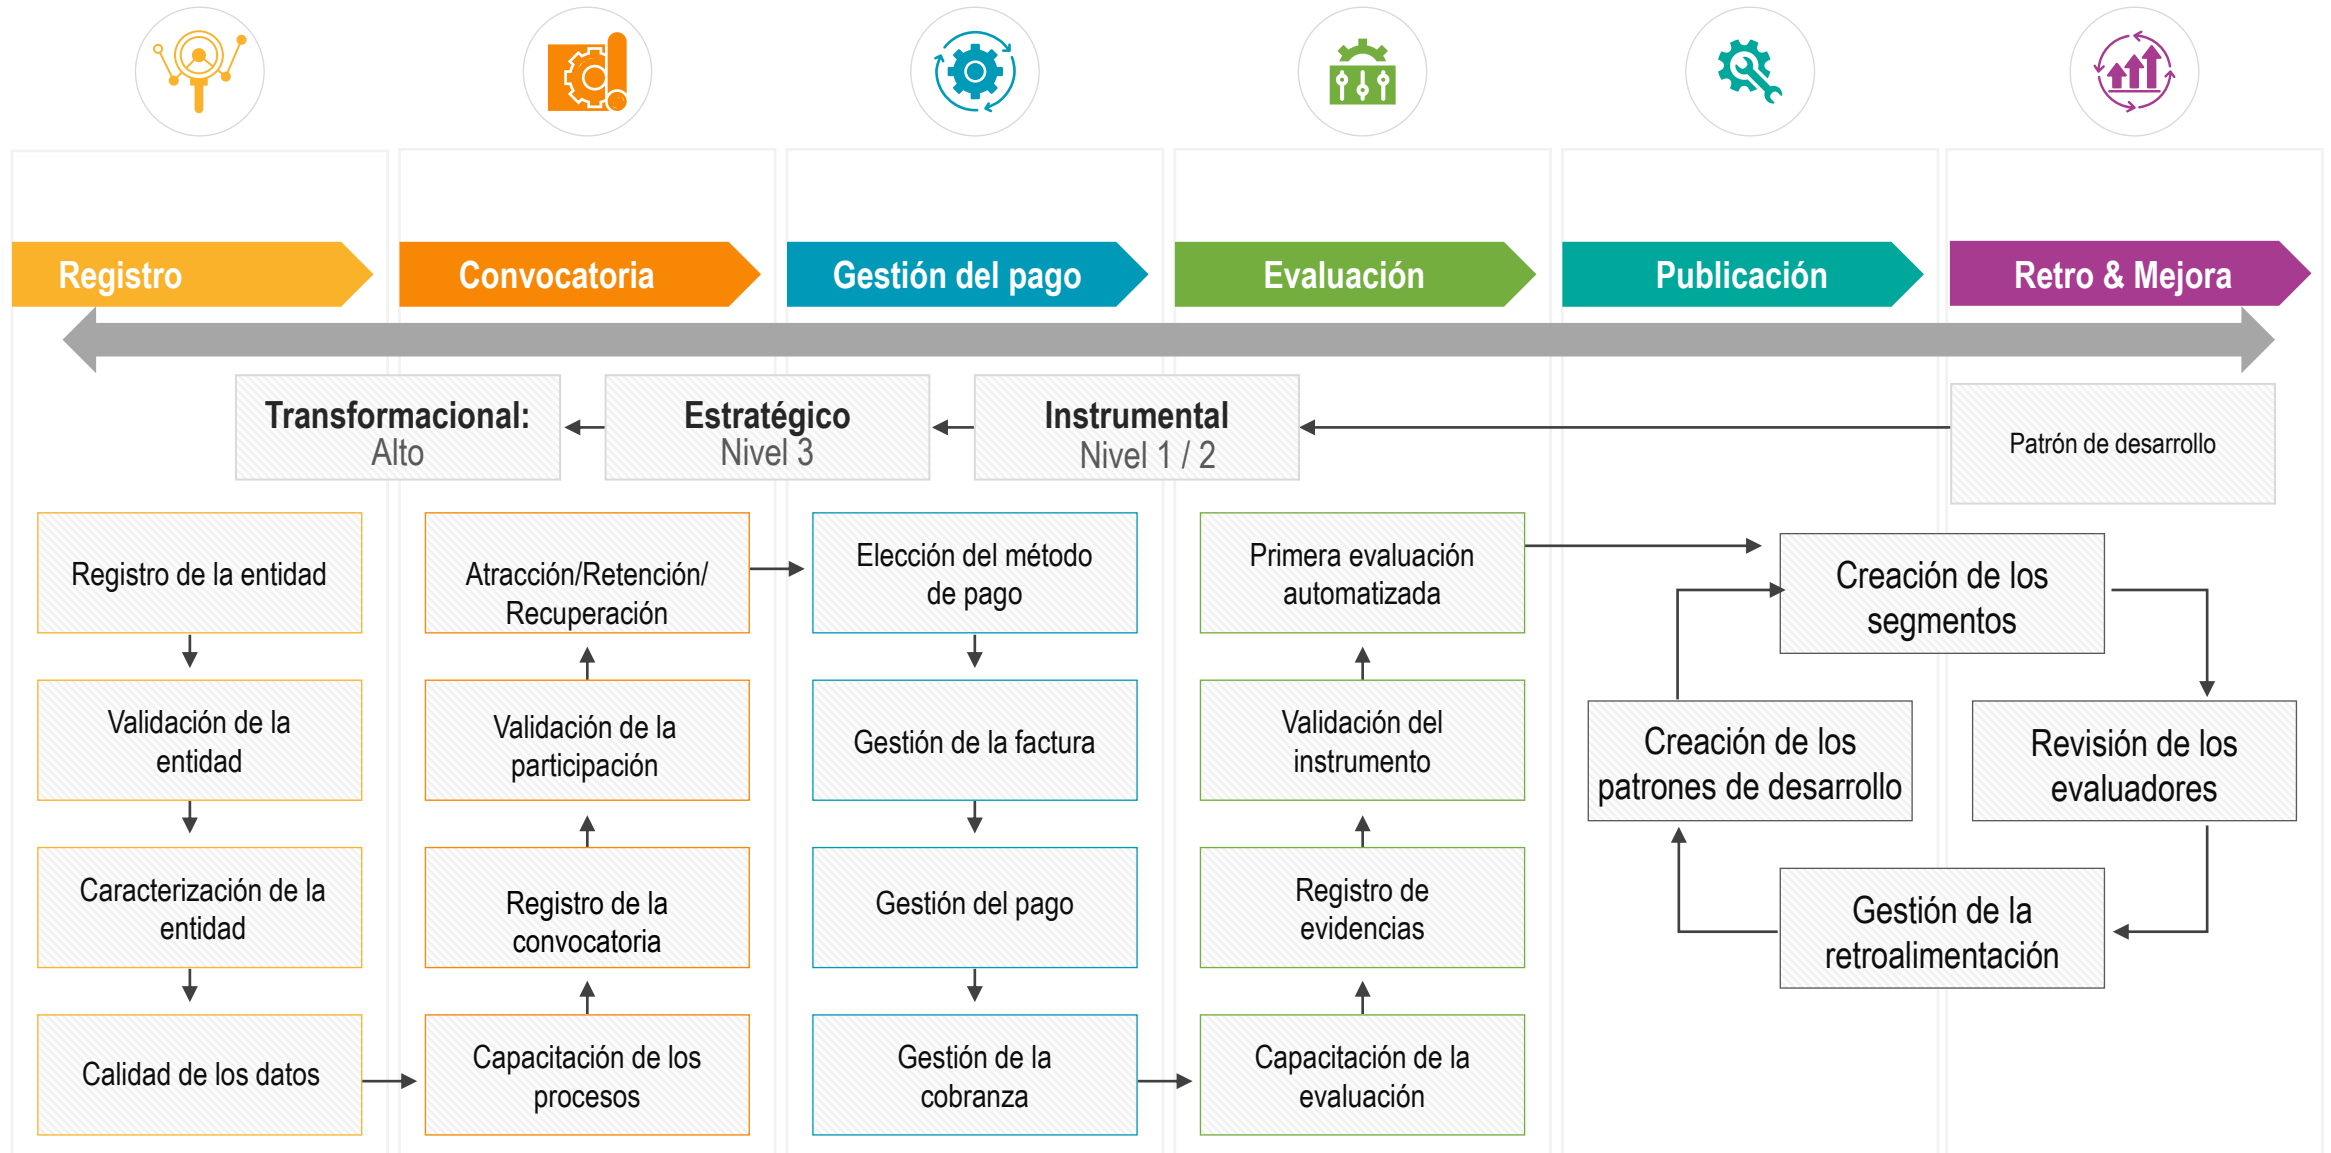 Registro
Convocatoria
Gestión del pago
Evaluación
Publicación
Retro & Mejora
Transformacional:
Alto
Estratégico
Nivel 3
Instrumental
Nivel 1 / 2
Patrón de desarrollo
Registro de la entidad
Validación de la
entidad
Caracterización de la
entidad
Calidad de los datos
Atracción/Retención/
Recuperación
Validación de la
participación
Registro de la
convocatoria
Capacitación de los
procesos
Elección del método
de pago
Gestión de la factura
Gestión del pago
Gestión de la
cobranza
Primera evaluación
automatizada
Validación del
instrumento
Registro de
evidencias
Capacitación de la
evaluación
Creación de los
segmentos
Creación de los
patrones de desarrollo
Revisión de los
evaluadores
Gestión de la
retroalimentación